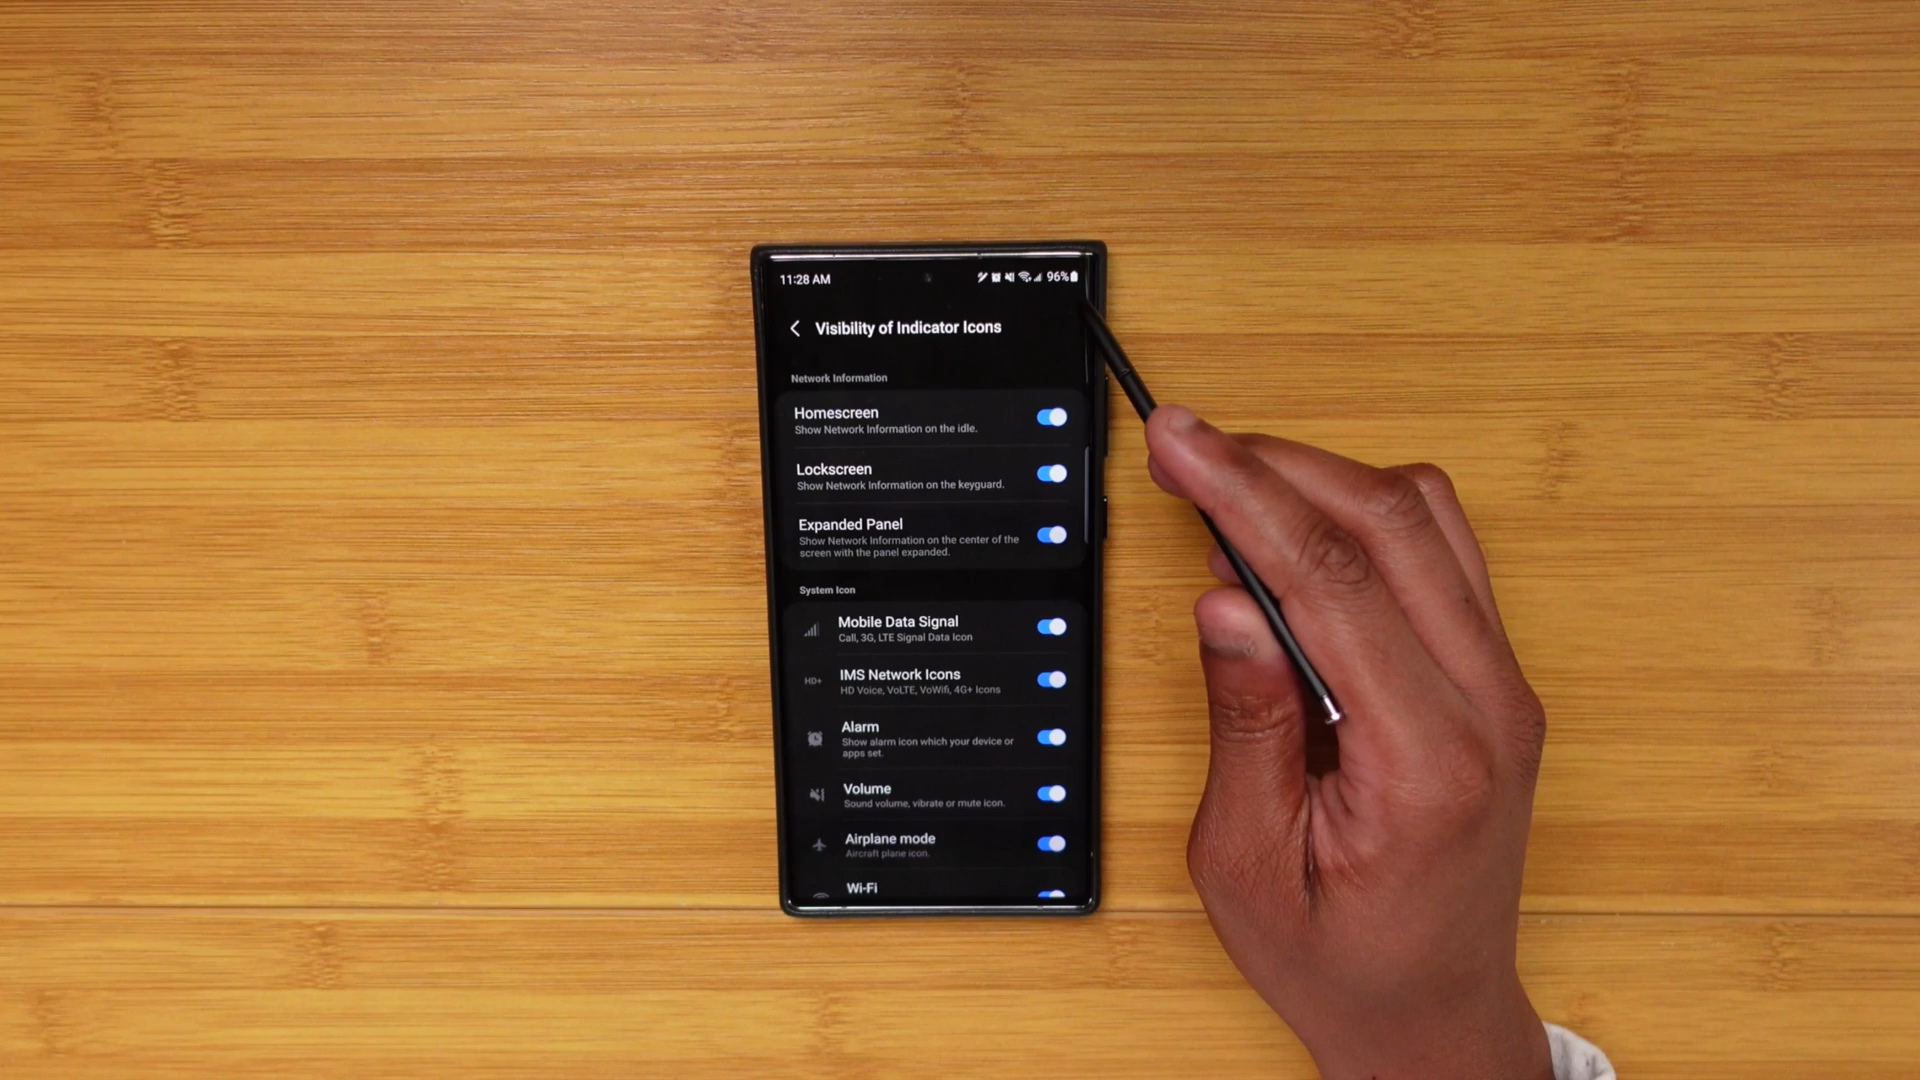 11:28 AM 96%
Visibility of Indicator Icons
Network Information
Homescreen
Show Network Information on the idle.
Lockscreen
Show Network Information on the keyguard.
Expanded Panel
Show Network Information on the center of the
screen with the panel expanded.
System Icon
Mobile Data Signal
Call, 3G, LTE Signal Data Icon
HD+ IMS Network Icons
HD Voice, VoLTE, VoWifi, 4G+ Icons
Alarm
Show alarm icon which your device or
apps set.
Volume
Sound volume, vibrate or mute icon.
Airplane mode
Aircraft plane icon.
Wi-Fi